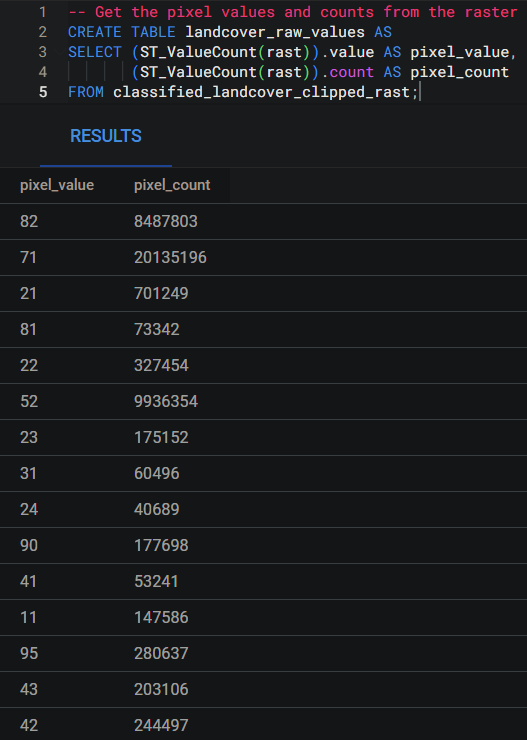 1 -- Get the pixel values and counts from the raster
2 CREATE TABLE landcover_raw_values AS
3 SELECT (ST_ValueCount(rast)).value AS pixel_value,
4 (ST_ValueCount(rast)).count AS pixel_count
5 FROM classified_landcover_clipped_rast;
RESULTS
pixel_value pixel_count
82 8487803
71 20135196
21 701249
81 73342
22 327454
52 9936354
23 175152
31 60496
24 40689
90 177698
41 53241
11 147586
95 280637
43 203106
42 244497